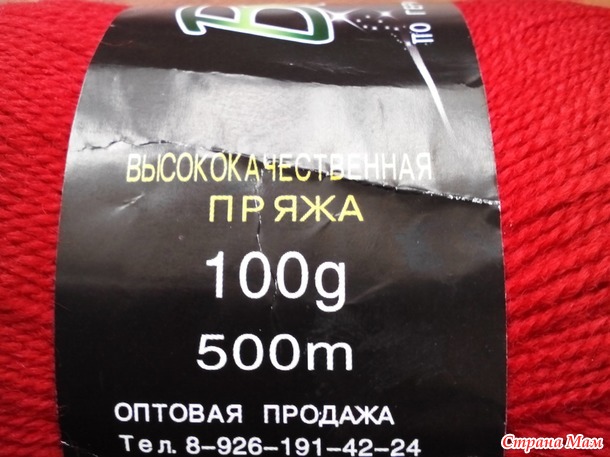 ВЫСОКОКАЧЕСТВЕННАЯ
ПРЯЖА
100g
500m
ОПТОВАЯ ПРОДАЖА
Тел. 8-926-191-42-24
Страна Мам